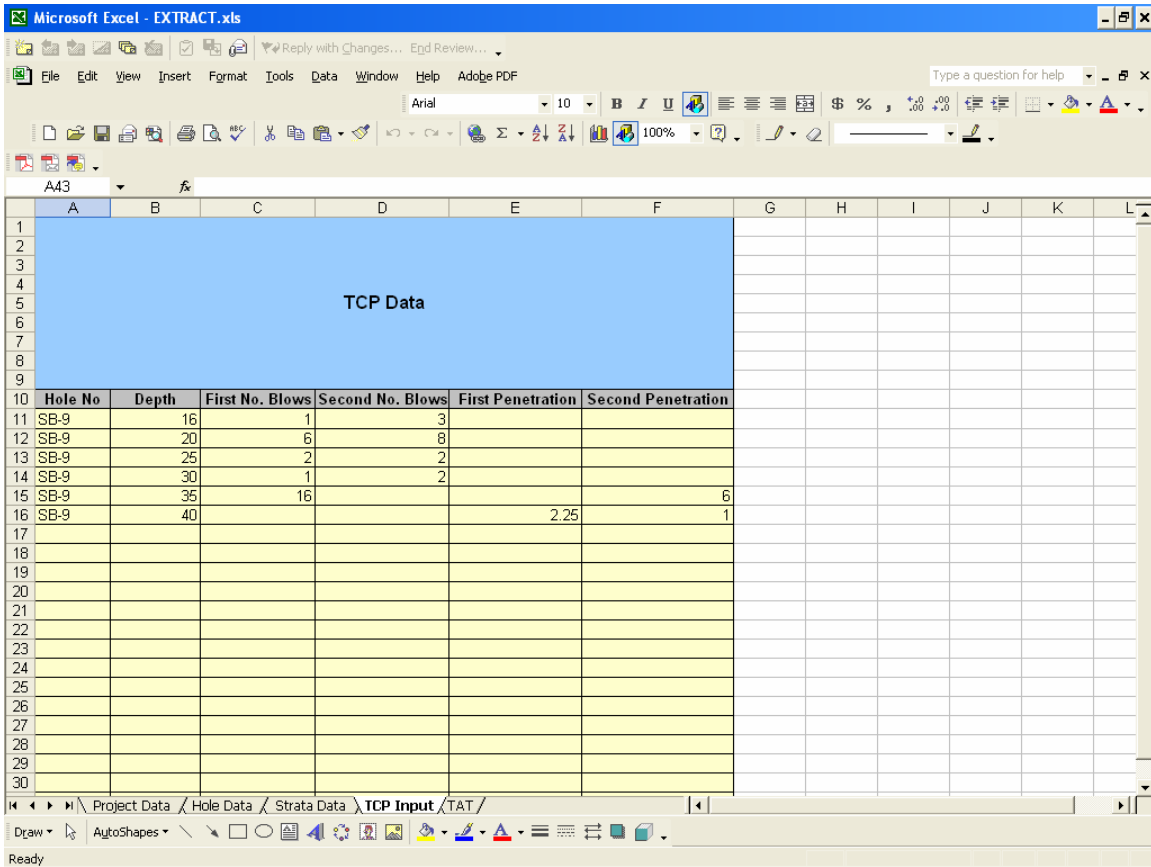 Microsoft Excel - EXTRACT.xls
Reply with Changes... End Review...
File Edit View Insert Format Tools Data Window Help Adobe PDF Type a question for help
Arial 10 B I U $ % ,
100%
A43 fx
A B C D E F G H I J K L
1
2
3
4
5 TCP Data
6
7
8
9
10 Hole No Depth First No. Blows Second No. Blows First Penetration Second Penetration
11 SB-9 16 1 3
12 SB-9 20 6 8
13 SB-9 25 2 2
14 SB-9 30 1 2
15 SB-9 35 16 6
16 SB-9 40 2.25 1
17
18
19
20
21
22
23
24
25
26
27
28
29
30
Project Data Hole Data Strata Data TCP Input TAT
Draw AutoShapes
Ready